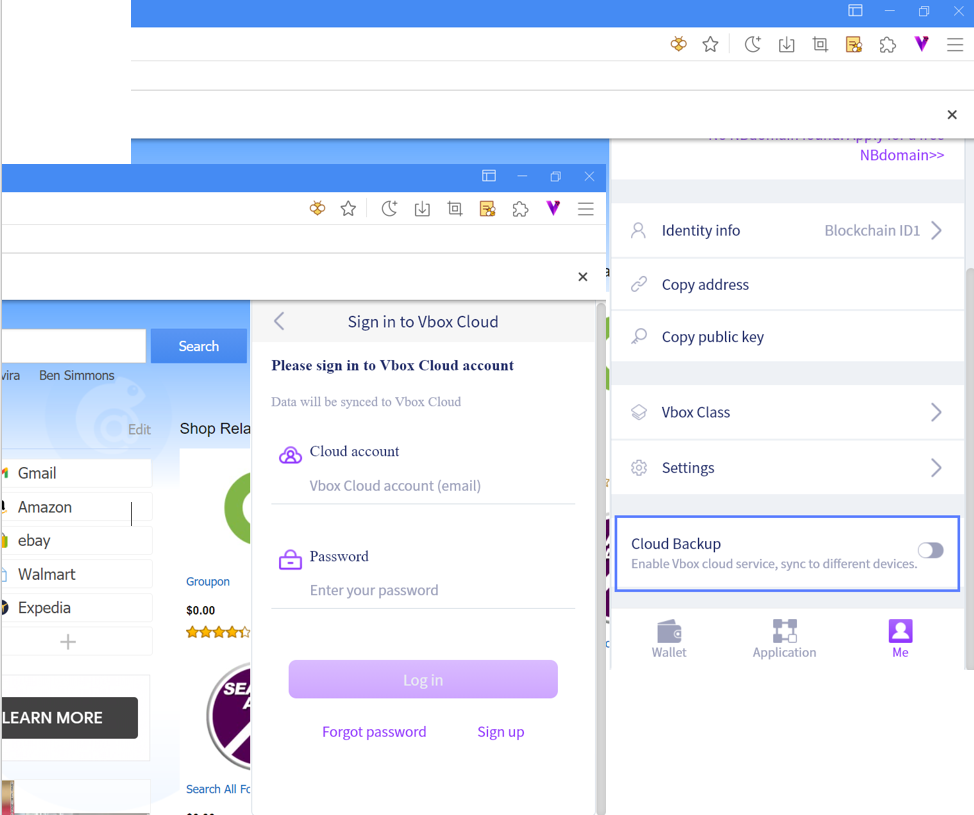 NBdomain>>
Identity info
Blockchain ID1
Copy address
Copy public key
Vbox Class
Settings
Cloud Backup
Enable Vbox cloud service, sync to different devices.
Wallet
Application
Me
Sign in to Vbox Cloud
Please sign in to Vbox Cloud account
Data will be synced to Vbox Cloud
Cloud account
Vbox Cloud account (email)
Password
Enter your password
Log in
Forgot password
Sign up
Search
Ben Simmons
Edit
Gmail
Amazon
ebay
Walmart
Expedia
LEARN MORE
Shop Rela
Groupon
$0.00
Search All Fo